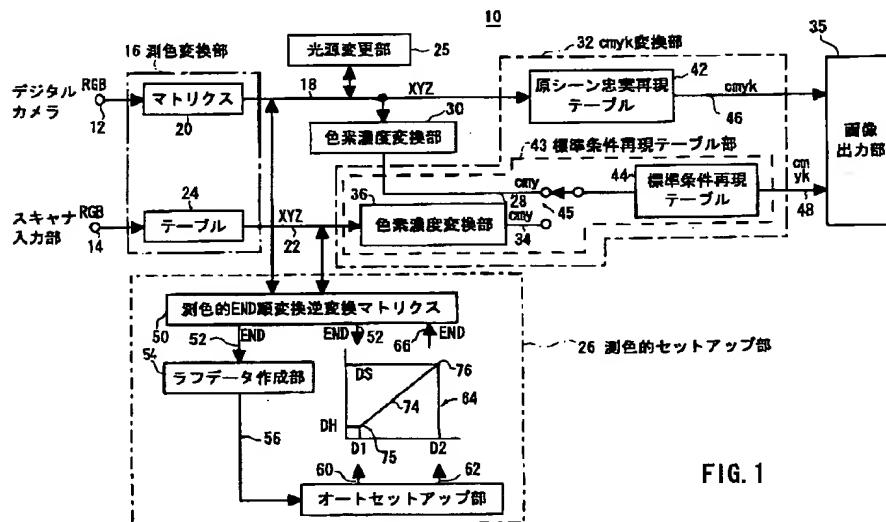 10
16 測色変換部
光源変更部
25
32 cmyk変換部
35
デジタル
カメラ
RGB
12
マトリクス
20
18
XYZ
原シーン忠実再現
テーブル
42
cmyk
46
画像
出力部
30
43 標準条件再現テーブル部
スキャナ
入力部
RGB
14
24
テーブル
XYZ
22
36
色素濃度変換部
cmy
28
cmy
34
45
44
標準条件再現
テーブル
cm
yk
48
測色的END順変換逆変換マトリクス
50
52
END
END
52
66
END
26 測色的セットアップ部
54
ラフデータ作成部
56
DS
DH
D1
D2
74
75
76
64
60
62
オートセットアップ部
FIG. 1